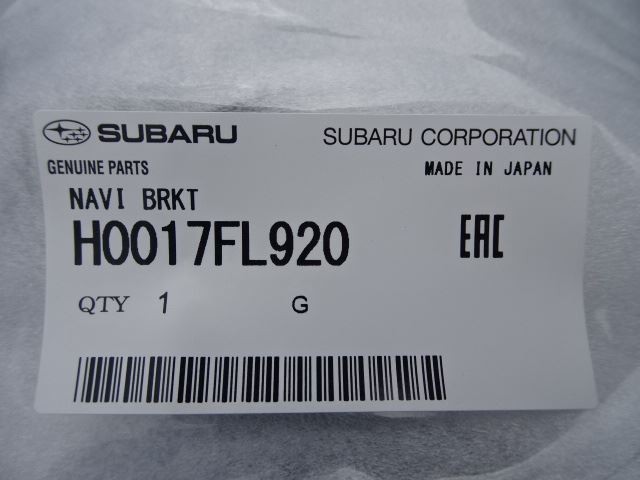 SUBARU SUBARU CORPORATION
GENUINE PARTS MADE IN JAPAN
NAVI BRKT
H0017FL920 EAC
QTY 1 G